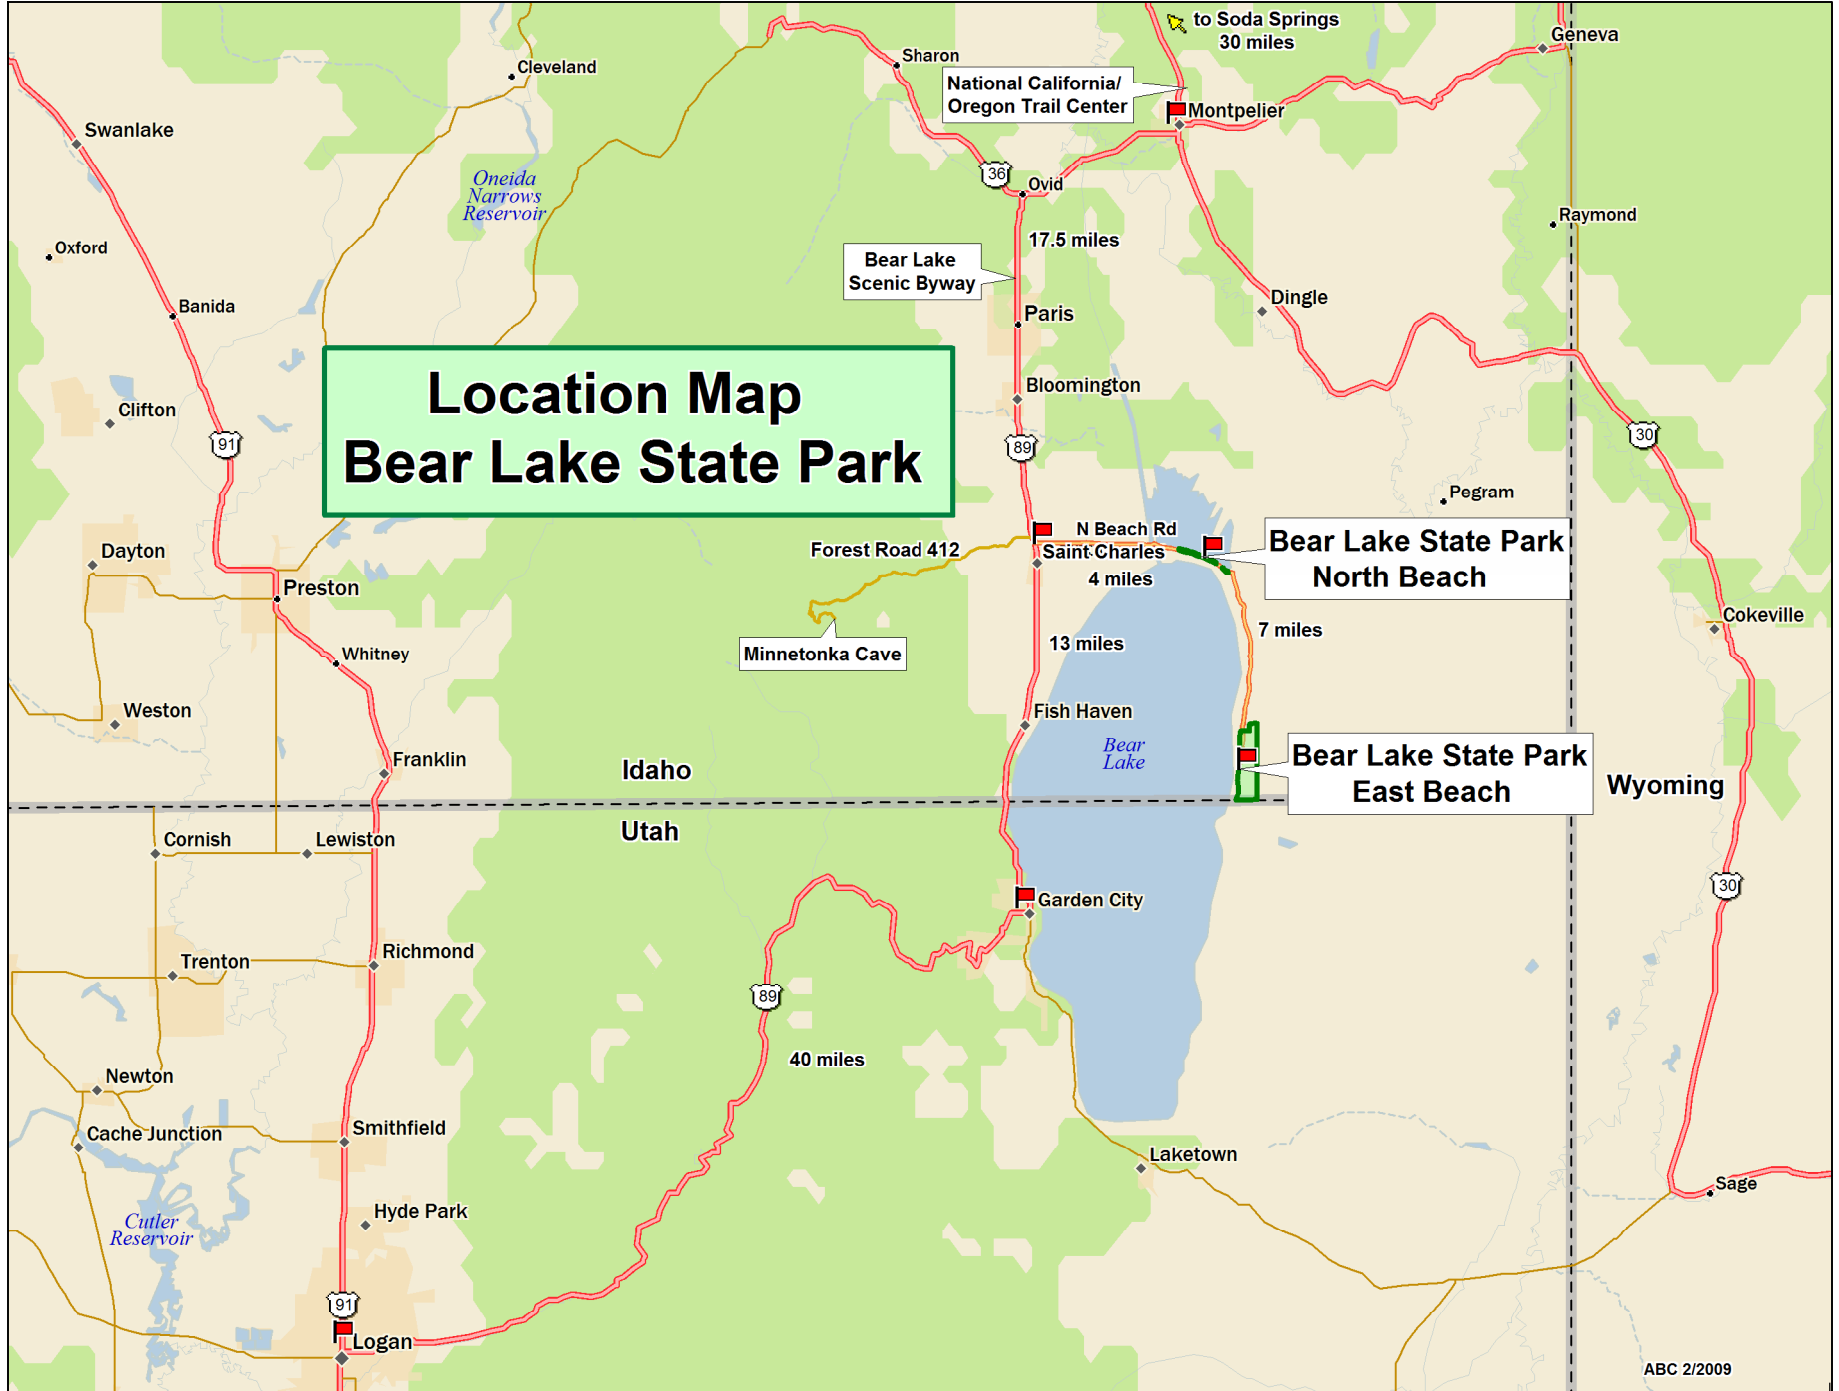 to Soda Springs
30 miles
Geneva
Sharon
Cleveland
National California/
Oregon Trail Center
Montpelier
Swanlake
36
Oneida
Narrows
Reservoir
Ovid
Raymond
17.5 miles
Oxford
Bear Lake
Scenic Byway
Dingle
Banida
Paris
Location Map
Bear Lake State Park
Bloomington
Clifton
91
89
30
Pegram
N Beach Rd
Bear Lake State Park
North Beach
Forest Road 412
Saint Charles
4 miles
Dayton
Preston
Cokeville
7 miles
13 miles
Whitney
Minnetonka Cave
Weston
Fish Haven
Bear
Lake
Bear Lake State Park
East Beach
Franklin
Idaho
Wyoming
Utah
Cornish
Lewiston
30
Garden City
Richmond
Trenton
89
40 miles
Newton
Smithfield
Cache Junction
Laketown
Sage
Hyde Park
Cutler
Reservoir
91
Logan
ABC 2/2009